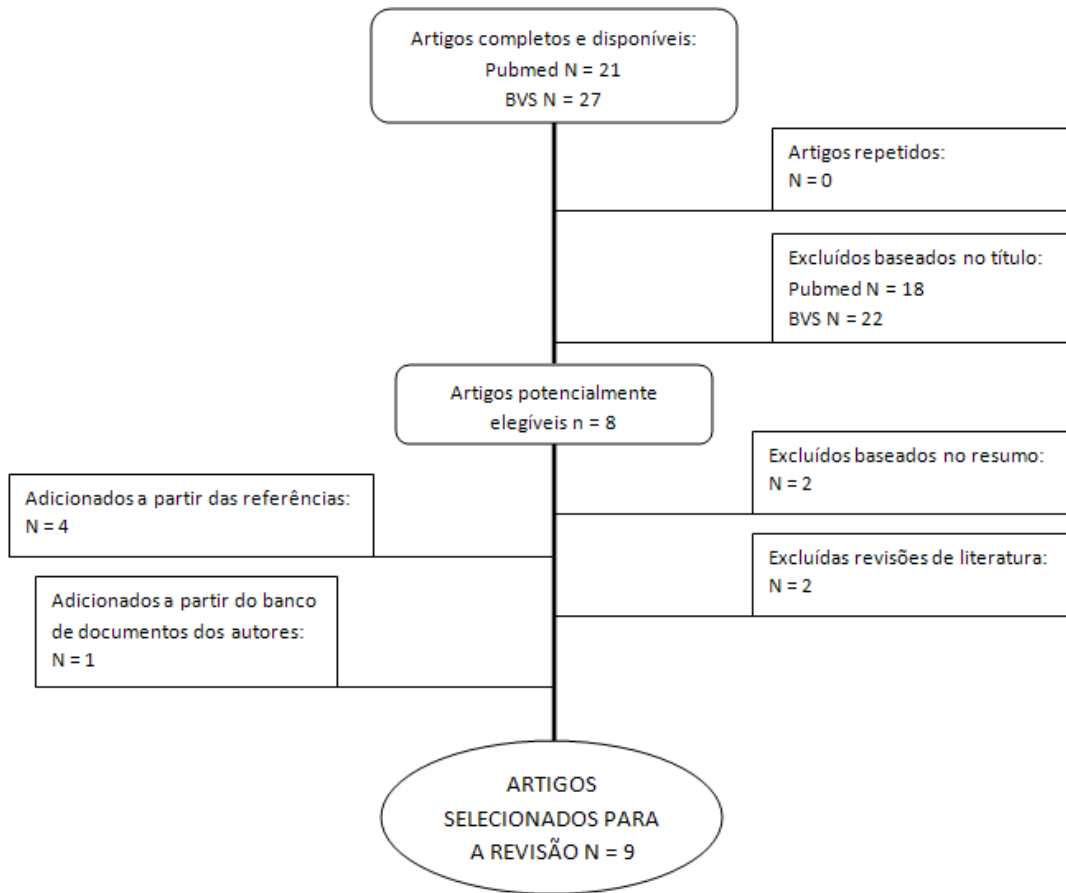 Artigos completos e disponíveis:
Pubmed N = 21
BVS N = 27
Artigos repetidos:
N = 0
Excluídos baseados no título:
Pubmed N = 18
BVS N = 22
Artigos potencialmente
elegíveis n = 8
Excluídos baseados no resumo:
N = 2
Adicionados a partir das referências:
N = 4
Excluídas revisões de literatura:
N = 2
Adicionados a partir do banco
de documentos dos autores:
N = 1
ARTIGOS
SELECIONADOS PARA
A REVISÃO N = 9